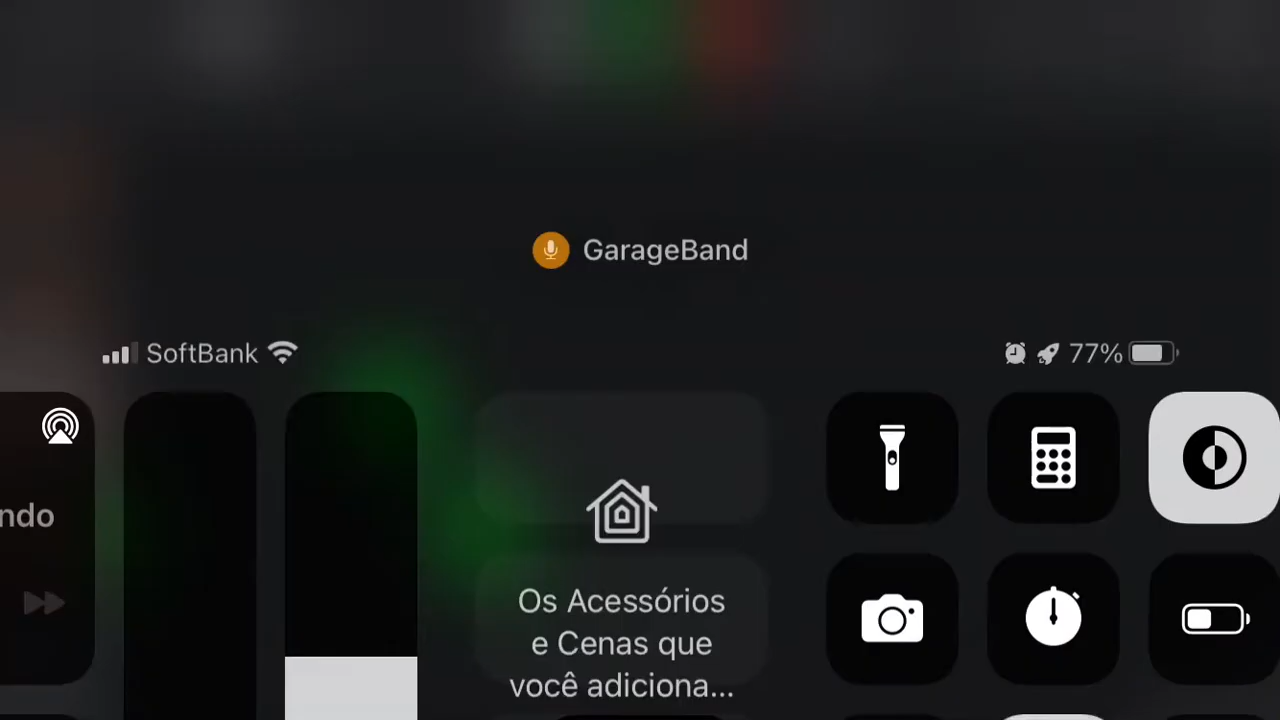 GarageBand
SoftBank
77%
ndo
Os Acessórios
e Cenas que
você adiciona...